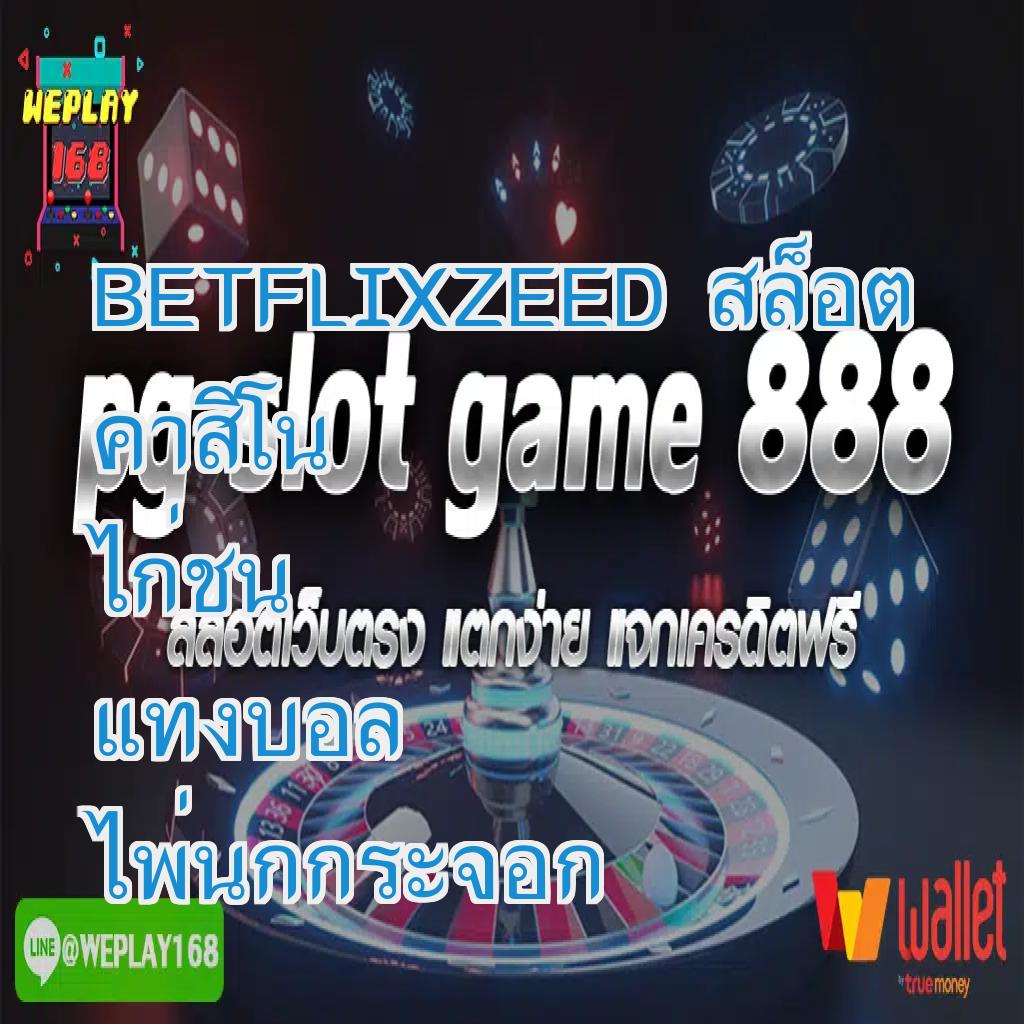 WEPLAY
168
BETFLIXZEED สล็อต
pg slot game 888
คาสิโน
ไก่ชน
สล็อตเว็บตรง แตกง่าย แจกเครดิตฟรี
แทงบอล
ไพ่นกกระจอก
LINE @WEPLAY168
wallet
by truemoney